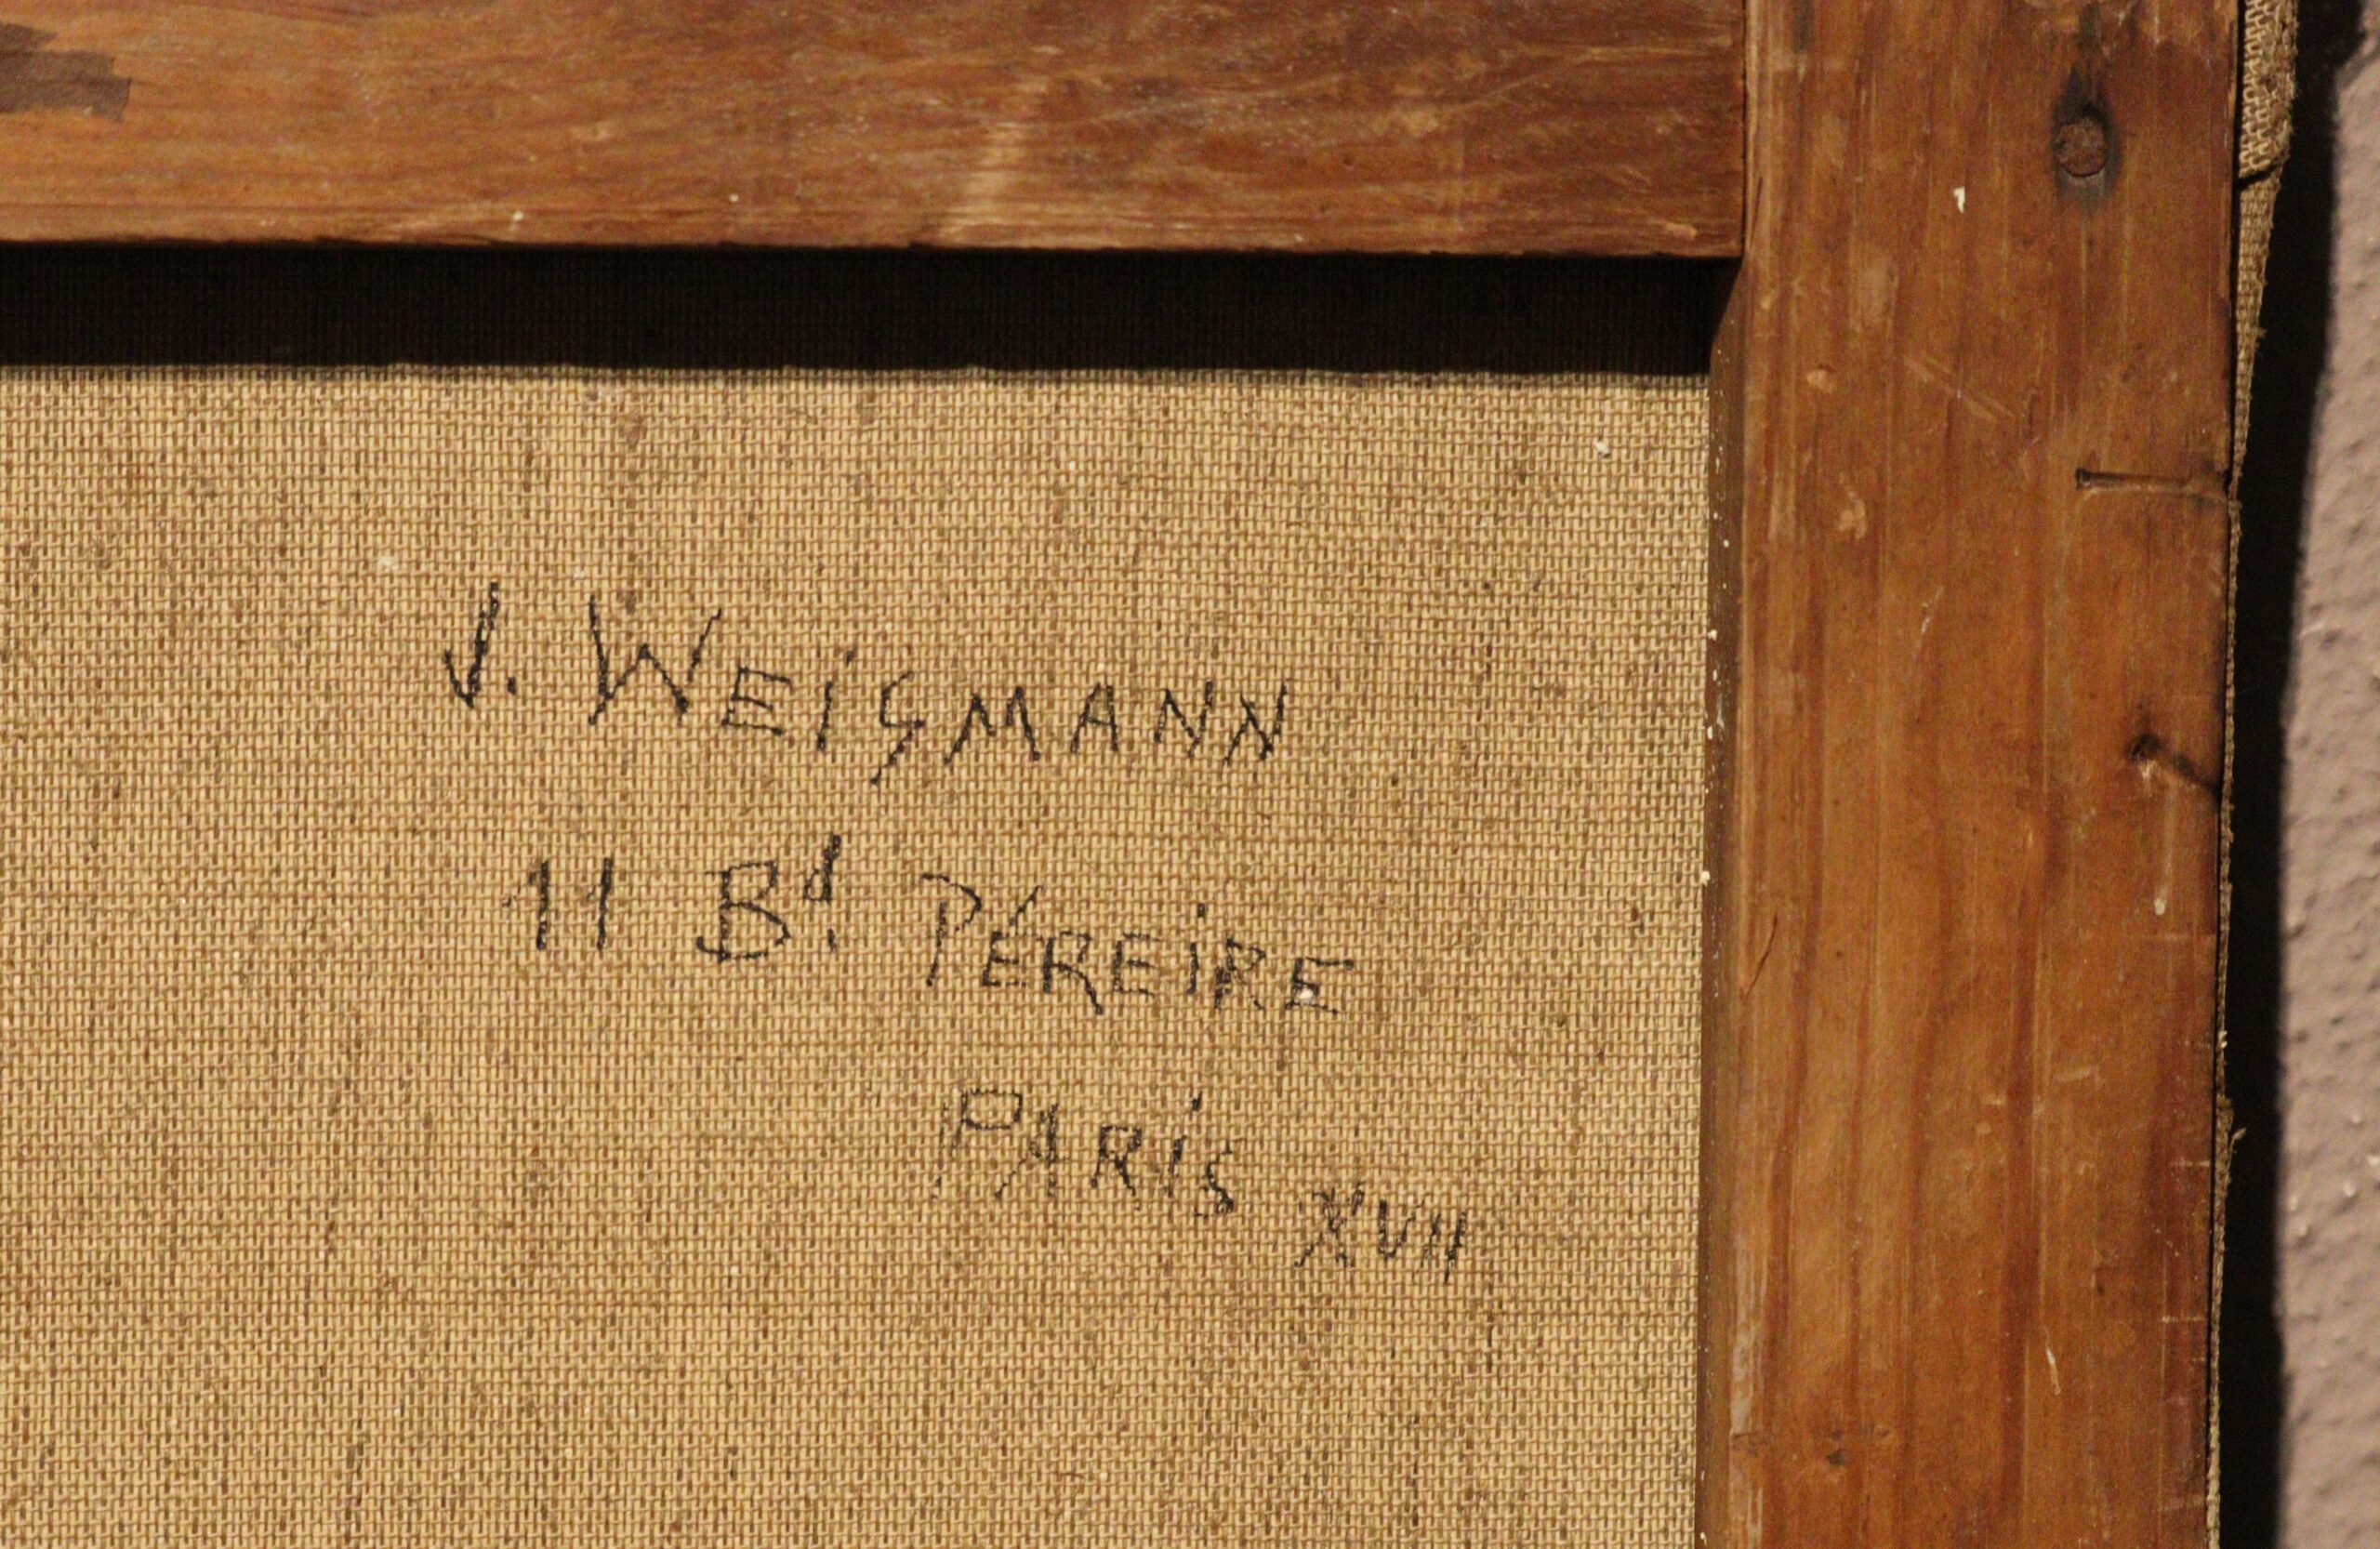 J. WEiSMANN
11 Bd PÉREiRE
PARiS XVII